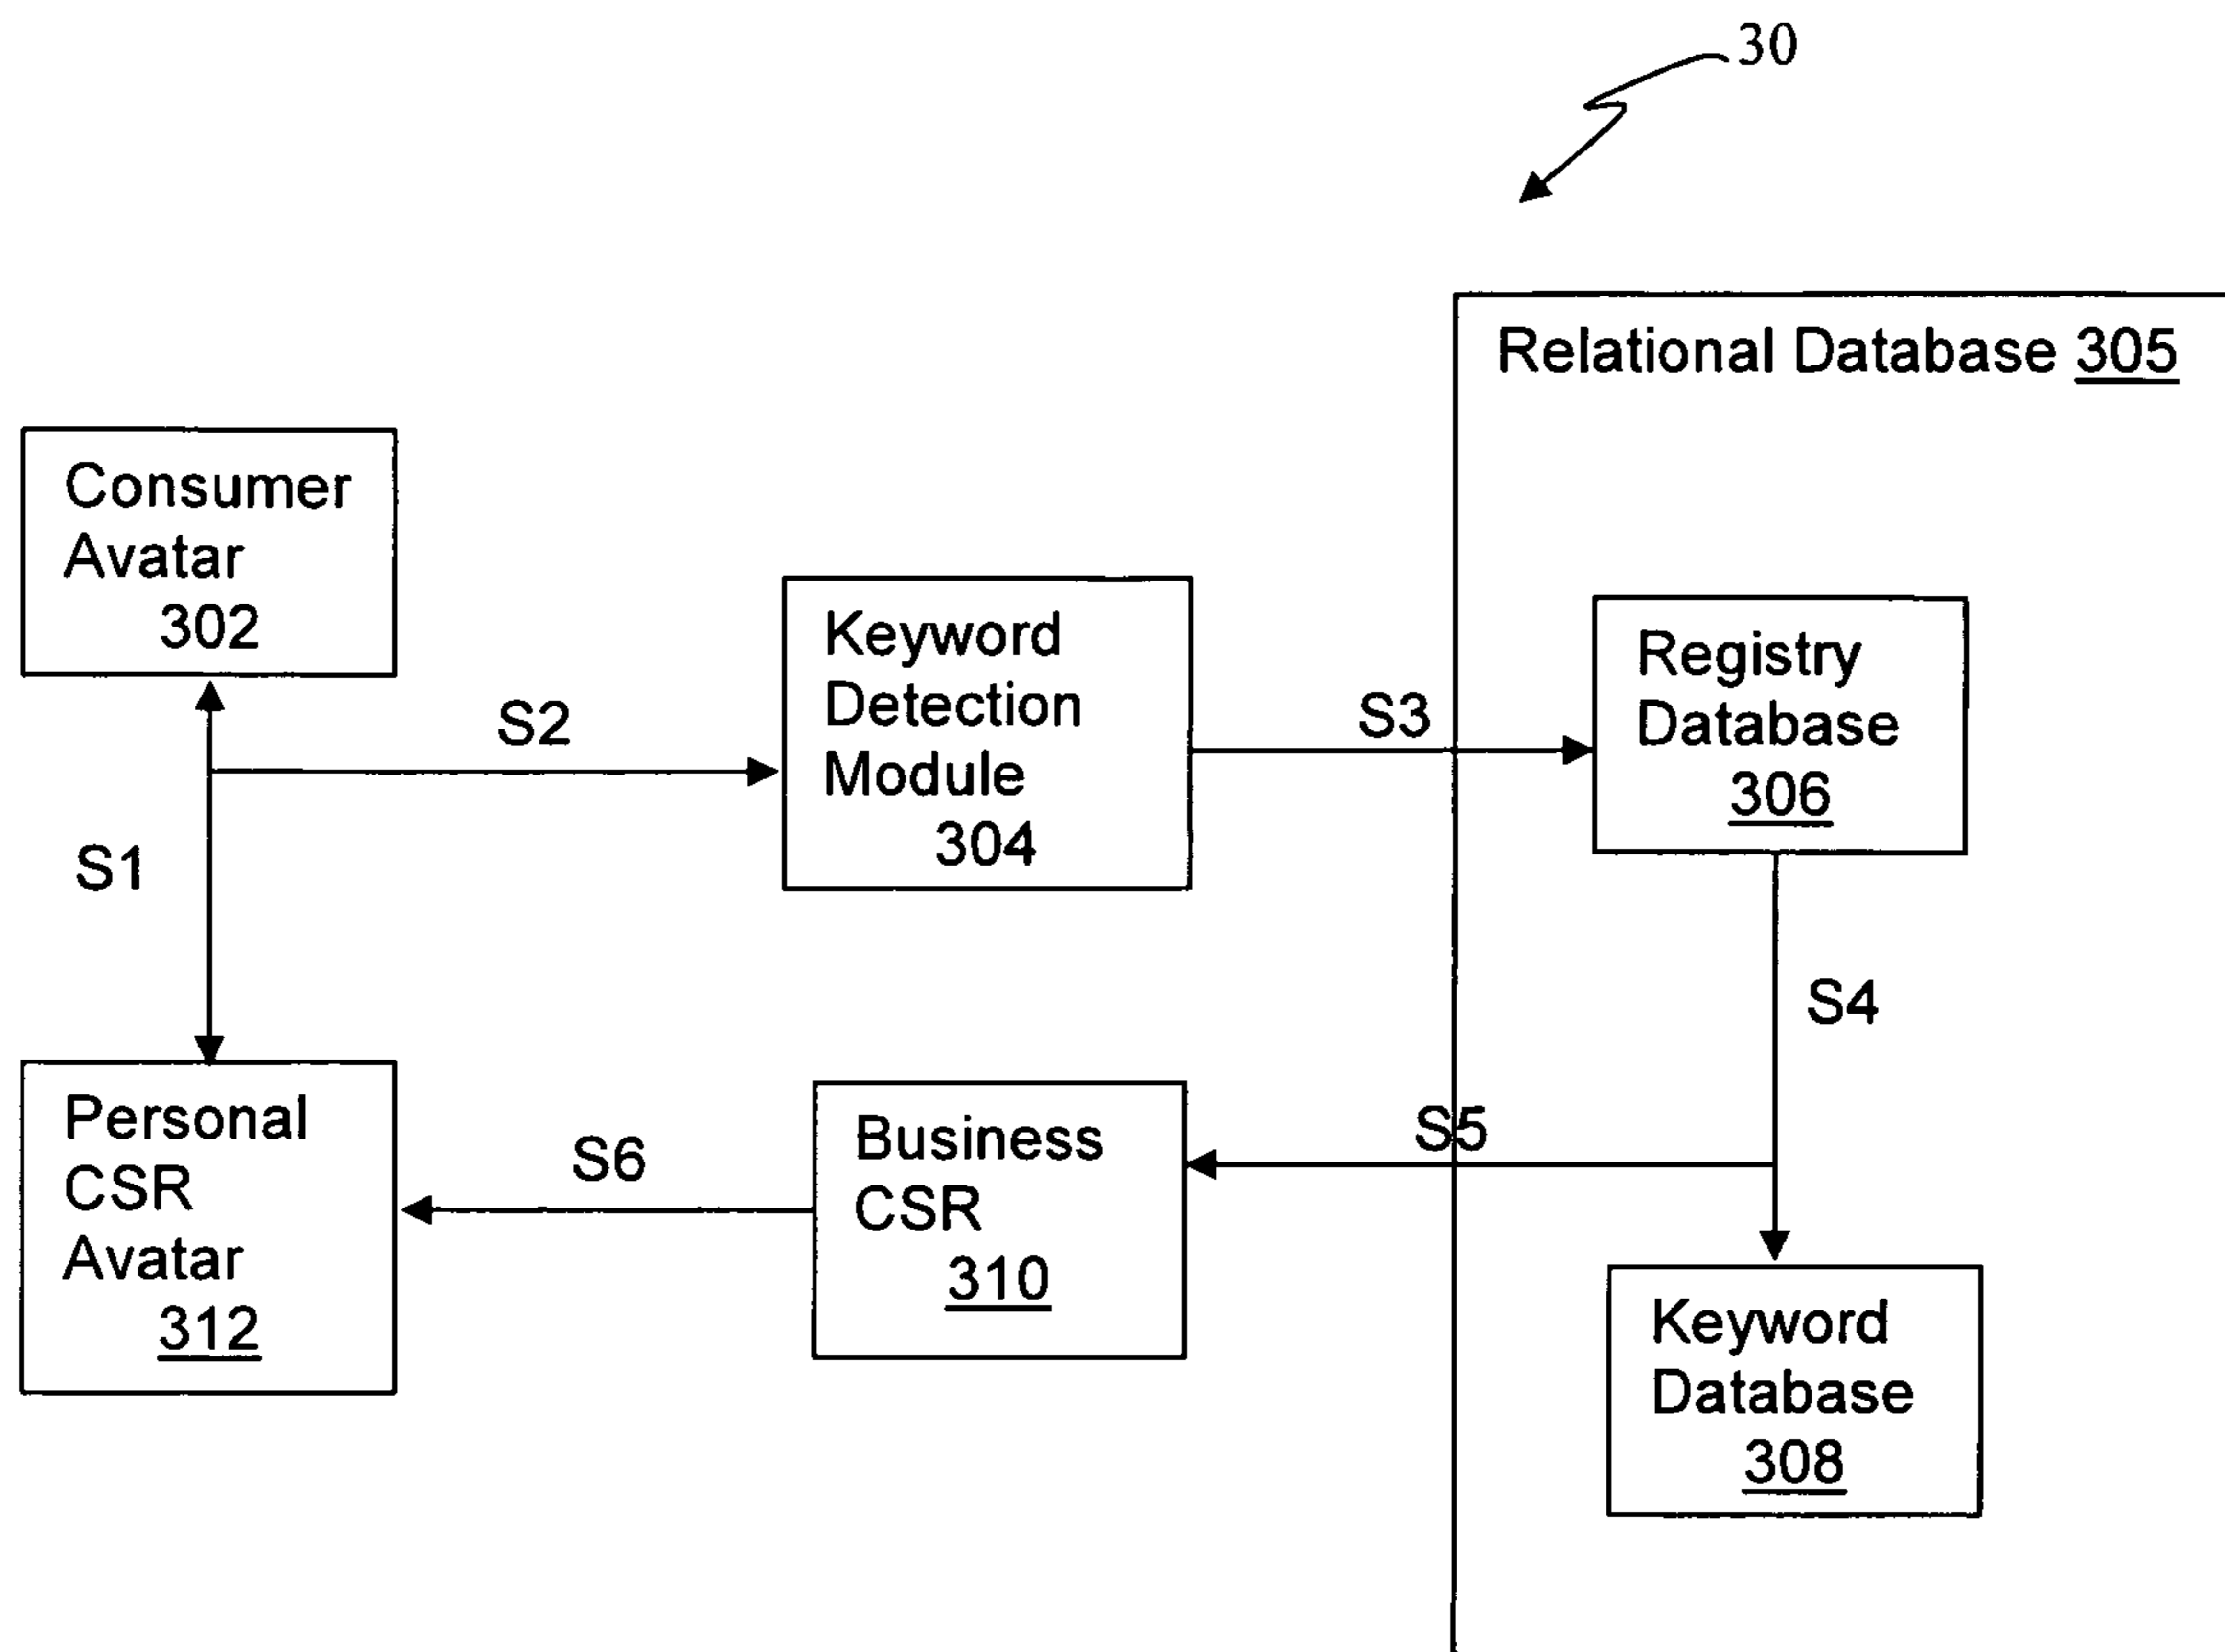 30
Relational Database 305
Consumer
Avatar
302
S2
Keyword
Detection
Module
304
S3
Registry
Database
306
S1
S4
Personal
CSR
Avatar
312
S6
Business
CSR
310
S5
Keyword
Database
308